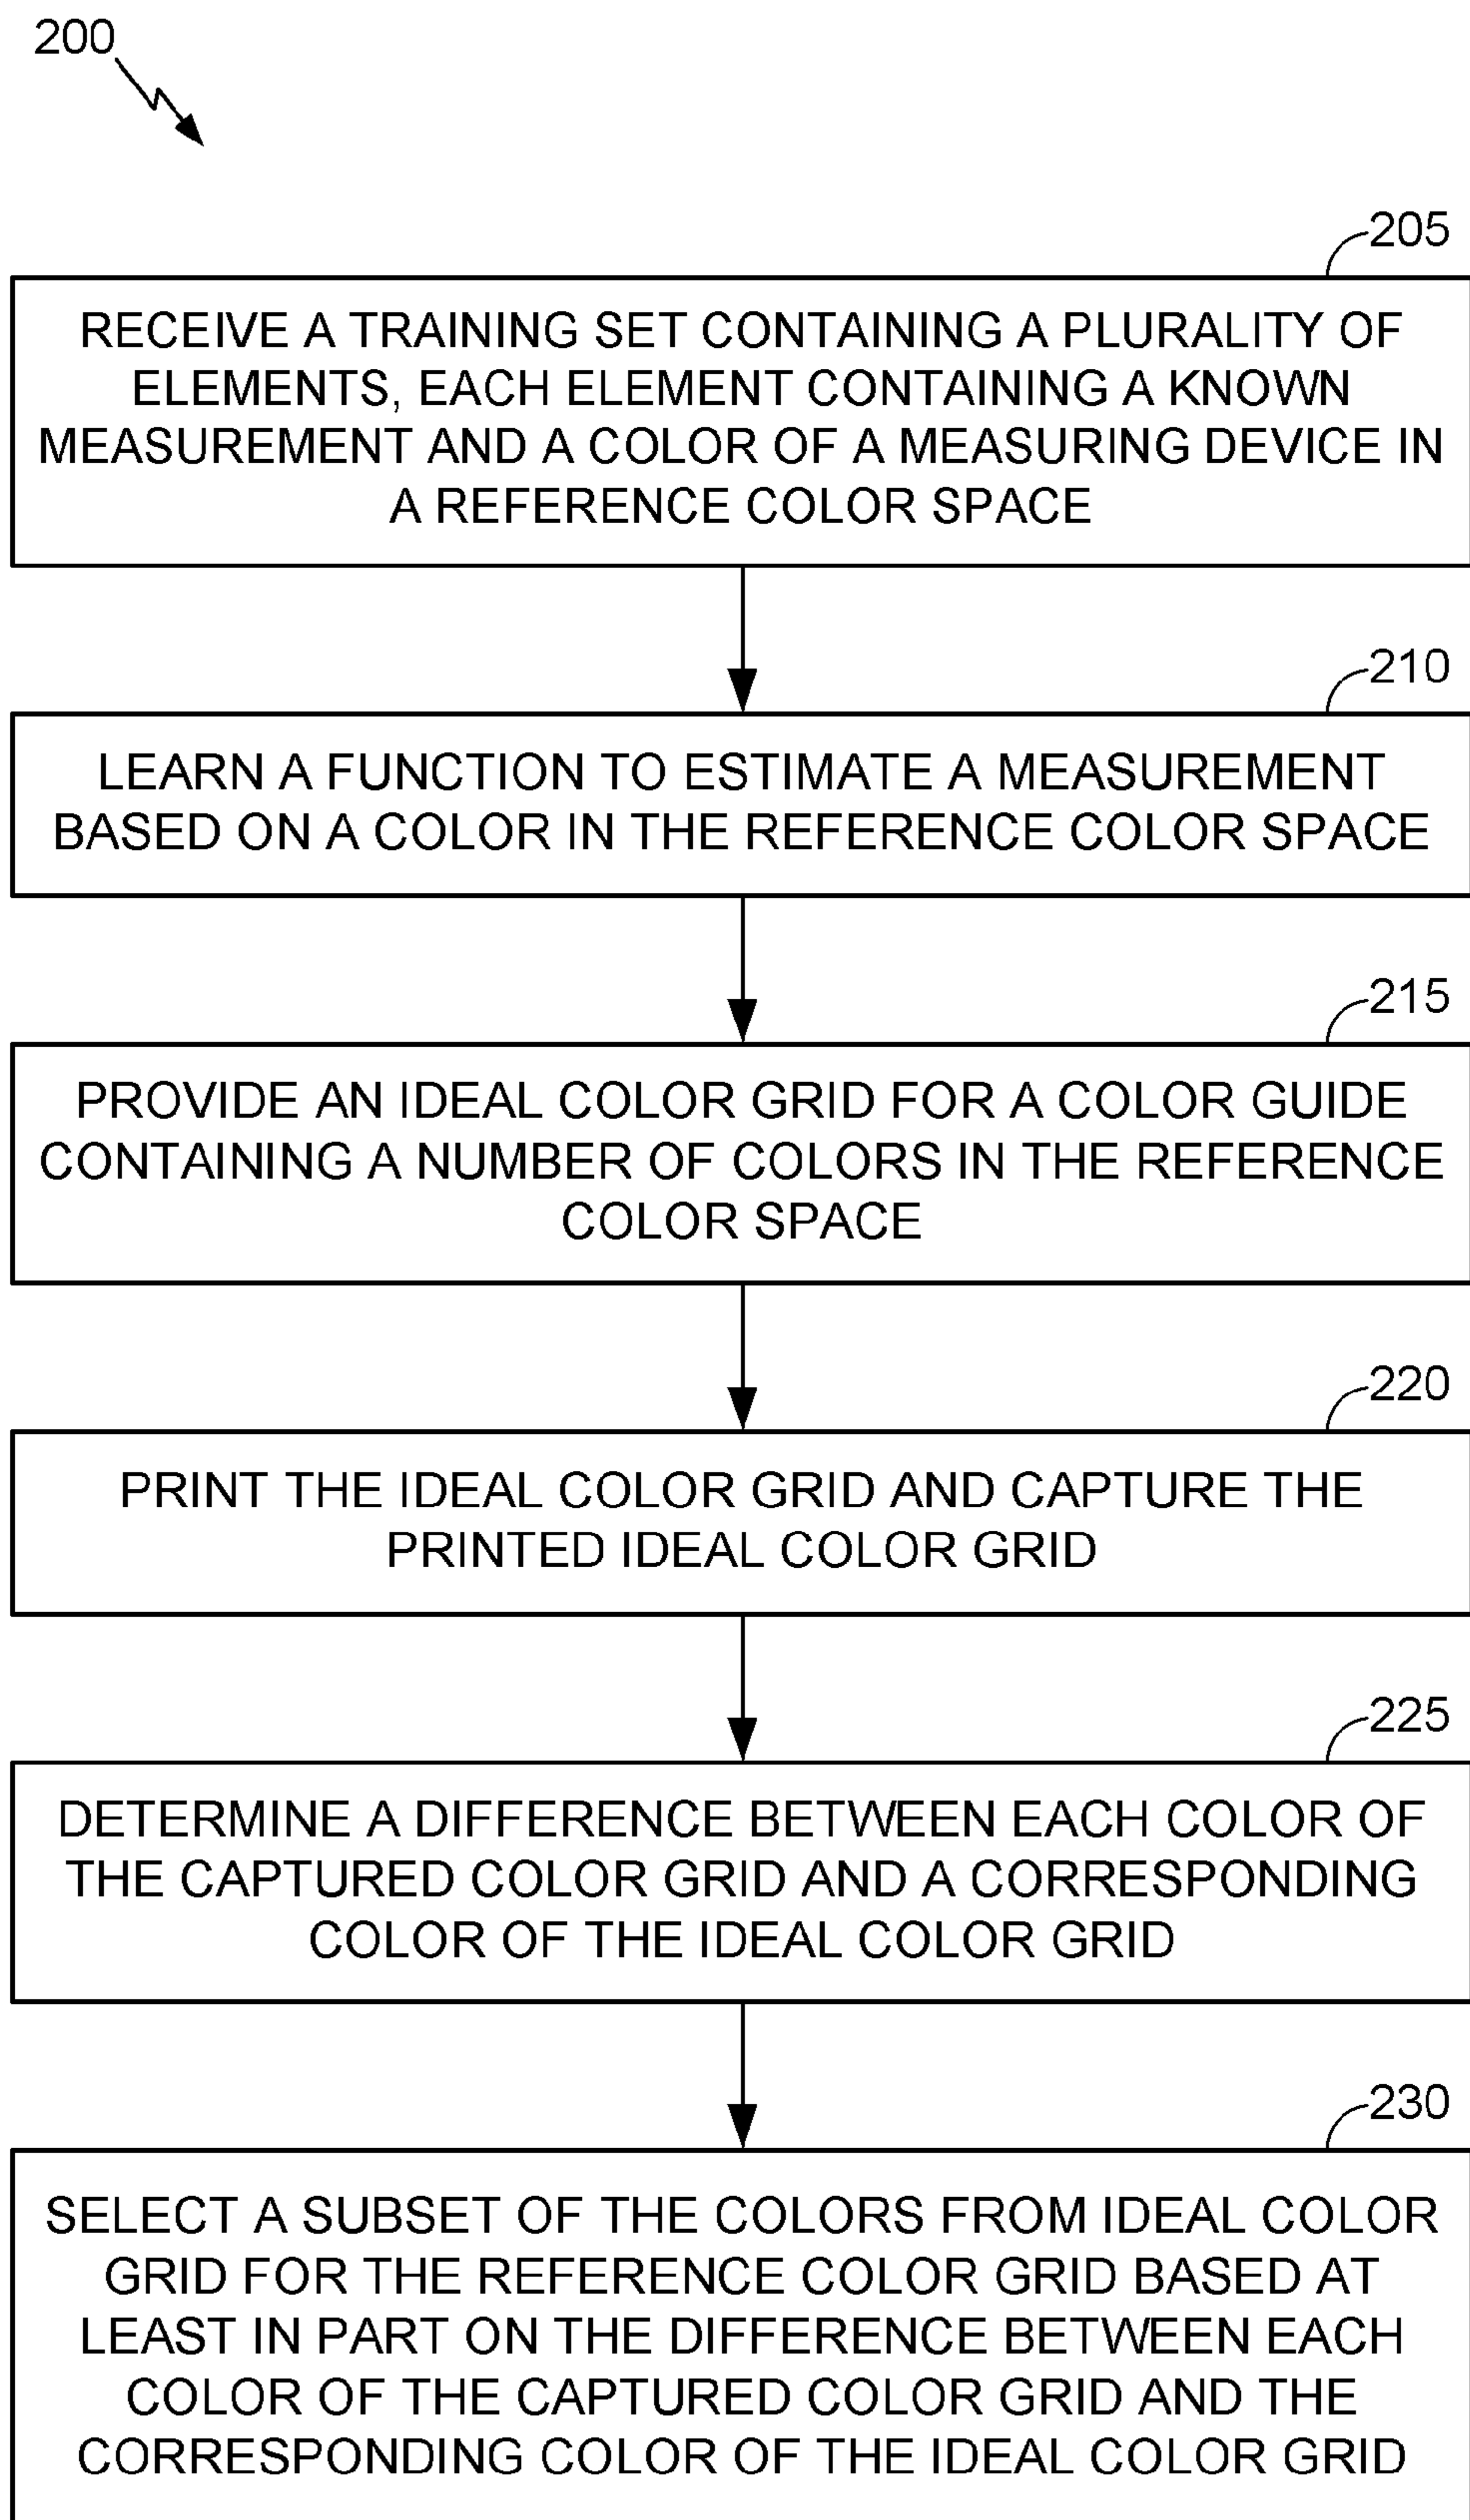 200
205
RECEIVE A TRAINING SET CONTAINING A PLURALITY OF
ELEMENTS, EACH ELEMENT CONTAINING A KNOWN
MEASUREMENT AND A COLOR OF A MEASURING DEVICE IN
A REFERENCE COLOR SPACE
210
LEARN A FUNCTION TO ESTIMATE A MEASUREMENT
BASED ON A COLOR IN THE REFERENCE COLOR SPACE
215
PROVIDE AN IDEAL COLOR GRID FOR A COLOR GUIDE
CONTAINING A NUMBER OF COLORS IN THE REFERENCE
COLOR SPACE
220
PRINT THE IDEAL COLOR GRID AND CAPTURE THE
PRINTED IDEAL COLOR GRID
225
DETERMINE A DIFFERENCE BETWEEN EACH COLOR OF
THE CAPTURED COLOR GRID AND A CORRESPONDING
COLOR OF THE IDEAL COLOR GRID
230
SELECT A SUBSET OF THE COLORS FROM IDEAL COLOR
GRID FOR THE REFERENCE COLOR GRID BASED AT
LEAST IN PART ON THE DIFFERENCE BETWEEN EACH
COLOR OF THE CAPTURED COLOR GRID AND THE
CORRESPONDING COLOR OF THE IDEAL COLOR GRID